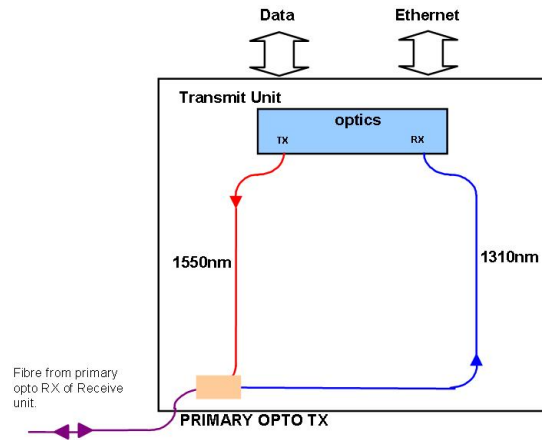 Data
Ethernet
Transmit Unit
optics
TX
RX
1550nm
1310nm
Fibre from primary
opto RX of Receive
unit.
PRIMARY OPTO TX